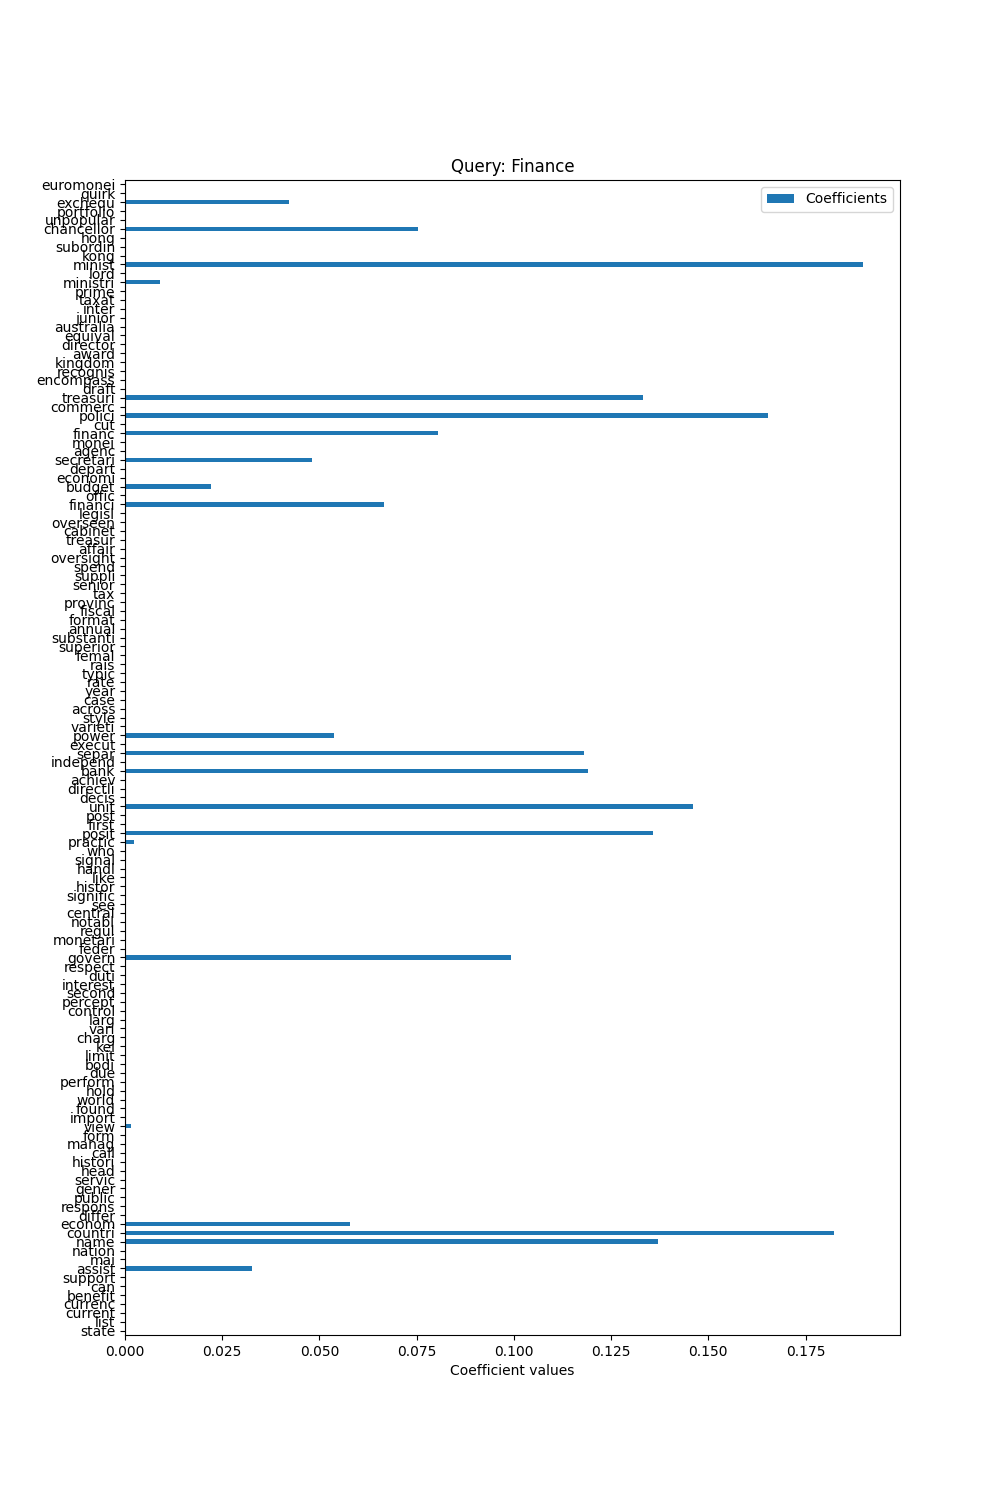 Query: Finance
Coefficients
euromonei
quirk
exchequ
portfolio
unpopular
chancellor
hong
subordin
kong
minist
lord
ministri
prime
taxat
inter
junior
australia
equival
director
award
kingdom
recognis
encompass
draft
treasuri
commerc
polici
cut
financ
monei
agenc
secretari
depart
economi
budget
offic
financi
legisl
overseen
cabinet
treasur
affair
oversight
spend
suppli
senior
tax
provinc
fiscal
format
annual
substanti
superior
femal
rais
typic
rate
year
case
across
style
varieti
power
execut
separ
independ
bank
achiev
directli
decis
unit
post
first
posit
practic
who
signal
handl
like
histor
signific
see
central
notabl
regul
monetari
feder
govern
respect
duti
interest
second
percept
control
larg
vari
charg
kei
limit
bodi
due
perform
hold
world
found
import
view
form
manag
call
histori
head
servic
gener
public
respons
differ
econom
countri
name
nation
mai
assist
support
can
benefit
currenc
current
list
state
0.000 0.025 0.050 0.075 0.100 0.125 0.150 0.175
Coefficient values